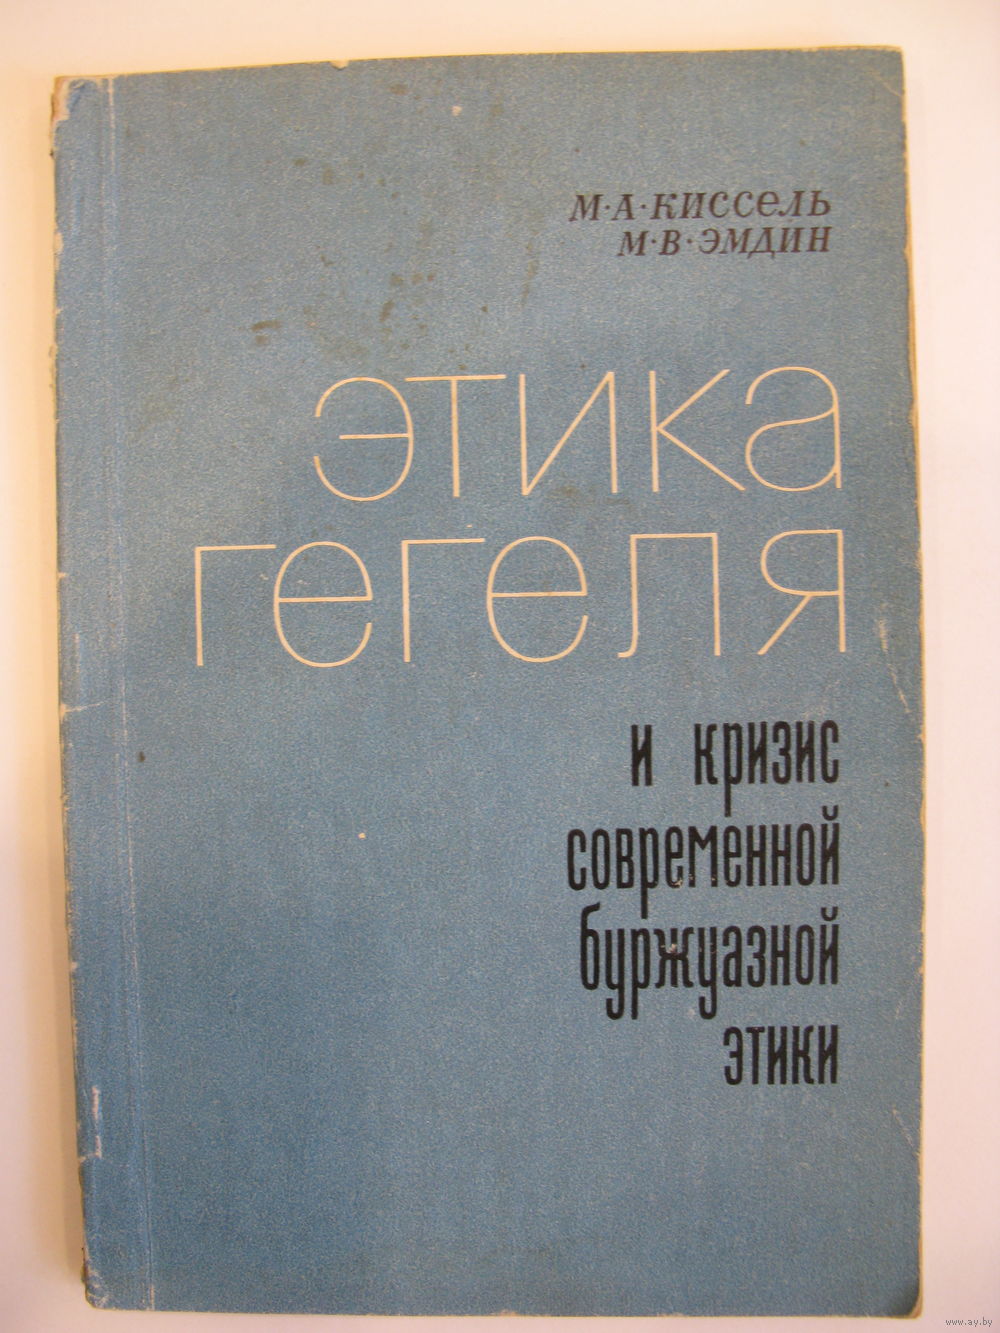 М·А·КИССЕЛЬ
М·В·ЭМДИН
ЭТИКА
ГЕГЕЛЯ
и кризис
современной
буржуазной
этики
www.ay.by